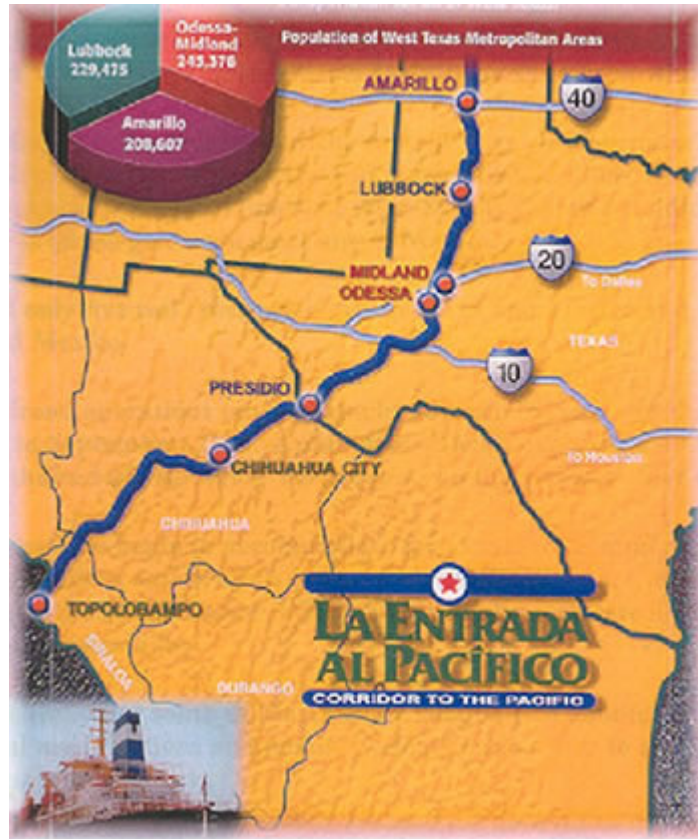 Population of West Texas Metropolitan Areas
Odessa-
Midland
243,376
Lubbock
229,475
Amarillo
208,607
AMARILLO
40
LUBBOCK
MIDLAND
ODESSA
20
To Dallas
TEXAS
10
PRESIDIO
To Houston
CHIHUAHUA CITY
CHIHUAHUA
TOPOLOBAMPO
SINALOA
DURANGO
LA ENTRADA
AL PACÍFICO
CORRIDOR TO THE PACIFIC